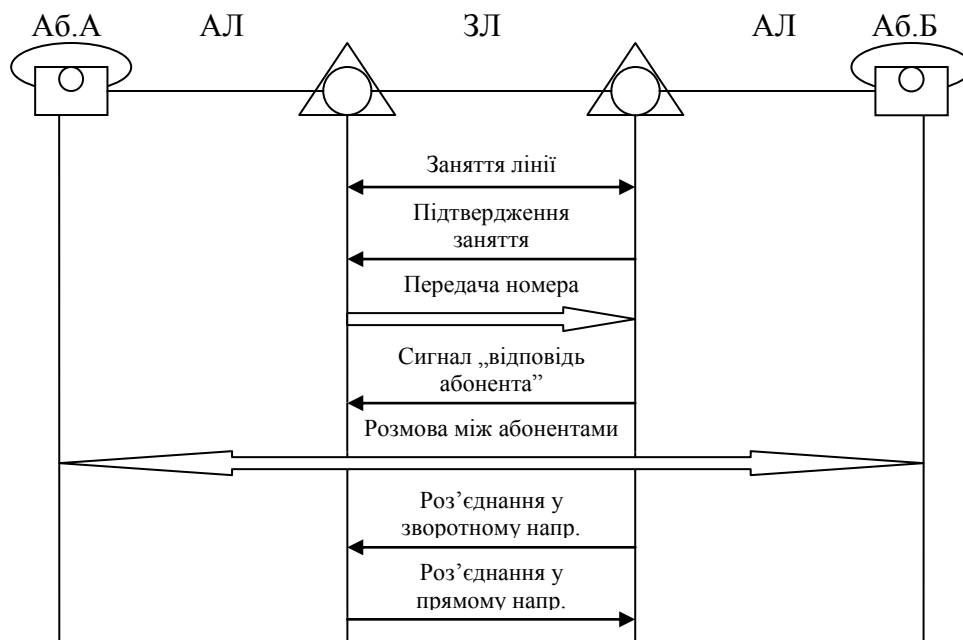 Аб.А АЛ ЗЛ АЛ Аб.Б
Заняття лінії
Підтвердження
заняття
Передача номера
Сигнал „відповідь
абонента”
Розмова між абонентами
Роз’єднання у
зворотному напр.
Роз’єднання у
прямому напр.